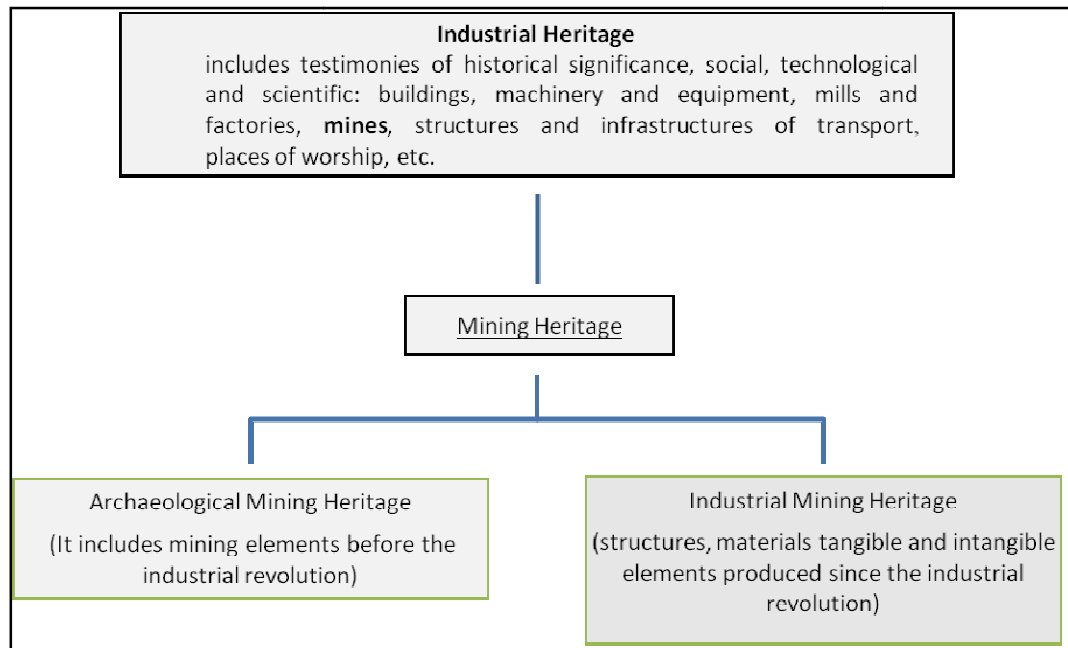 Industrial Heritage
includes testimonies of historical significance, social, technological
and scientific: buildings, machinery and equipment, mills and
factories, mines, structures and infrastructures of transport,
places of worship, etc.
Mining Heritage
Archaeological Mining Heritage
(It includes mining elements before the
industrial revolution)
Industrial Mining Heritage
(structures, materials tangible and intangible
elements produced since the industrial
revolution)